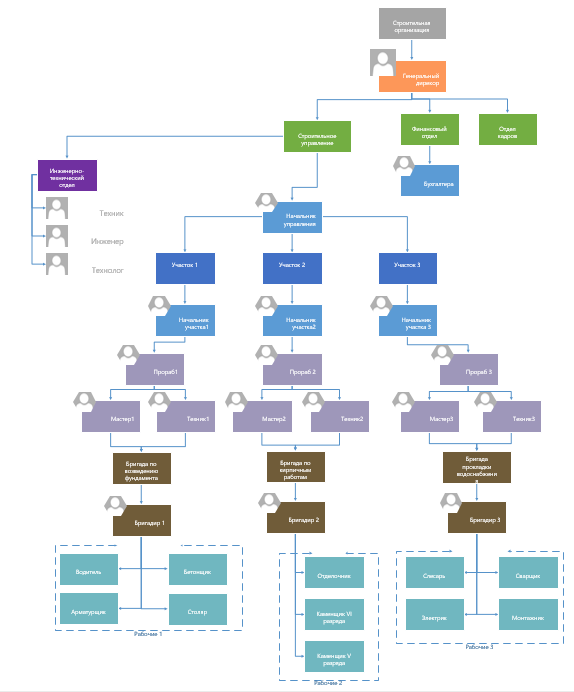 Строительная
организация
Генеральный
дирекор
Строительное
управление
Финансовый
отдел
Отдел
кадров
Инженерно-
технический
отдел
Бухгалтера
Техник
Инженер
Технолог
Начальник
управления
Участок 1
Участок 2
Участок 3
Начальник
участка1
Начальник
участка2
Начальник
участка 3
Прораб1
Прораб 2
Прораб 3
Мастер1
Техник1
Мастер2
Техник2
Мастер3
Техник3
Бригада по
возведению
фундамента
Бригада по
кирпичным
работам
Бригада
прокладки
водоснабжени
я
Бригадир 1
Бригадир 2
Бригадир 3
Водитель
Бетонщик
Арматурщик
Столяр
Рабочие 1
Отделочник
Каменщик VI
разряда
Каменщик V
разряда
Рабочие 2
Слесарь
Сварщик
Электрик
Монтажник
Рабочие 3